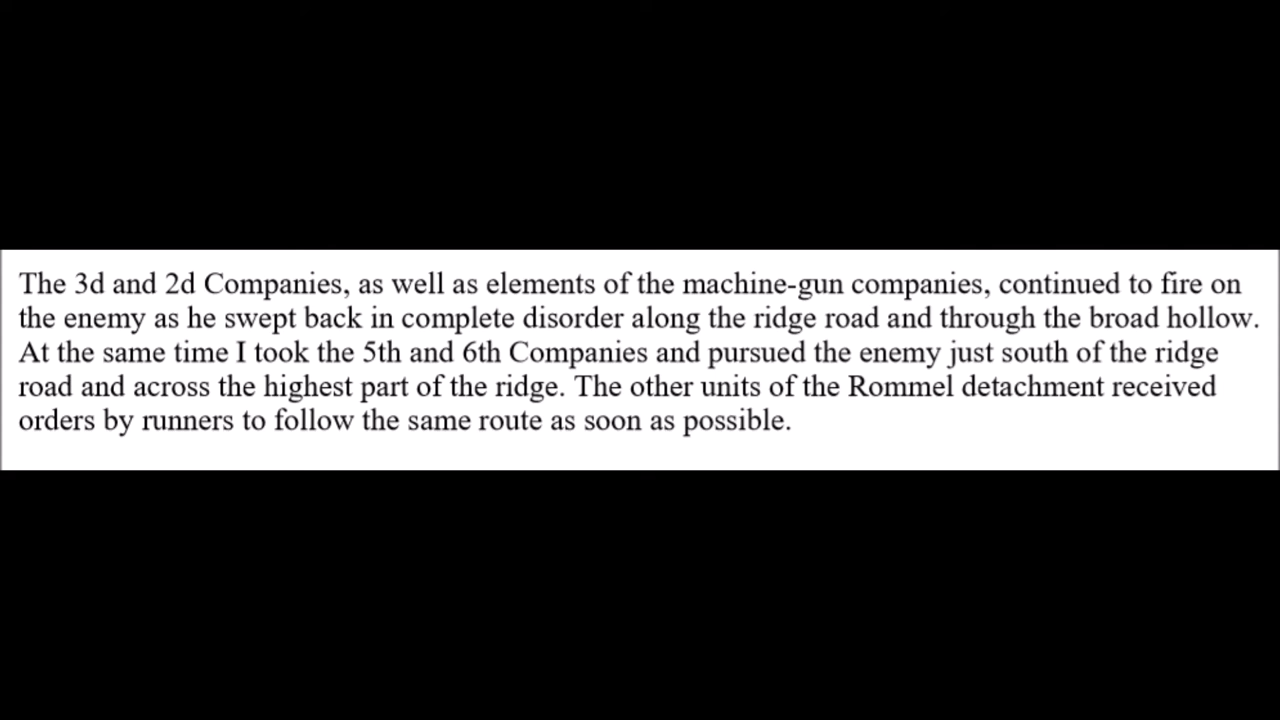 The 3d and 2d Companies, as well as elements of the machine-gun companies, continued to fire on
the enemy as he swept back in complete disorder along the ridge road and through the broad hollow.
At the same time I took the 5th and 6th Companies and pursued the enemy just south of the ridge
road and across the highest part of the ridge. The other units of the Rommel detachment received
orders by runners to follow the same route as soon as possible.